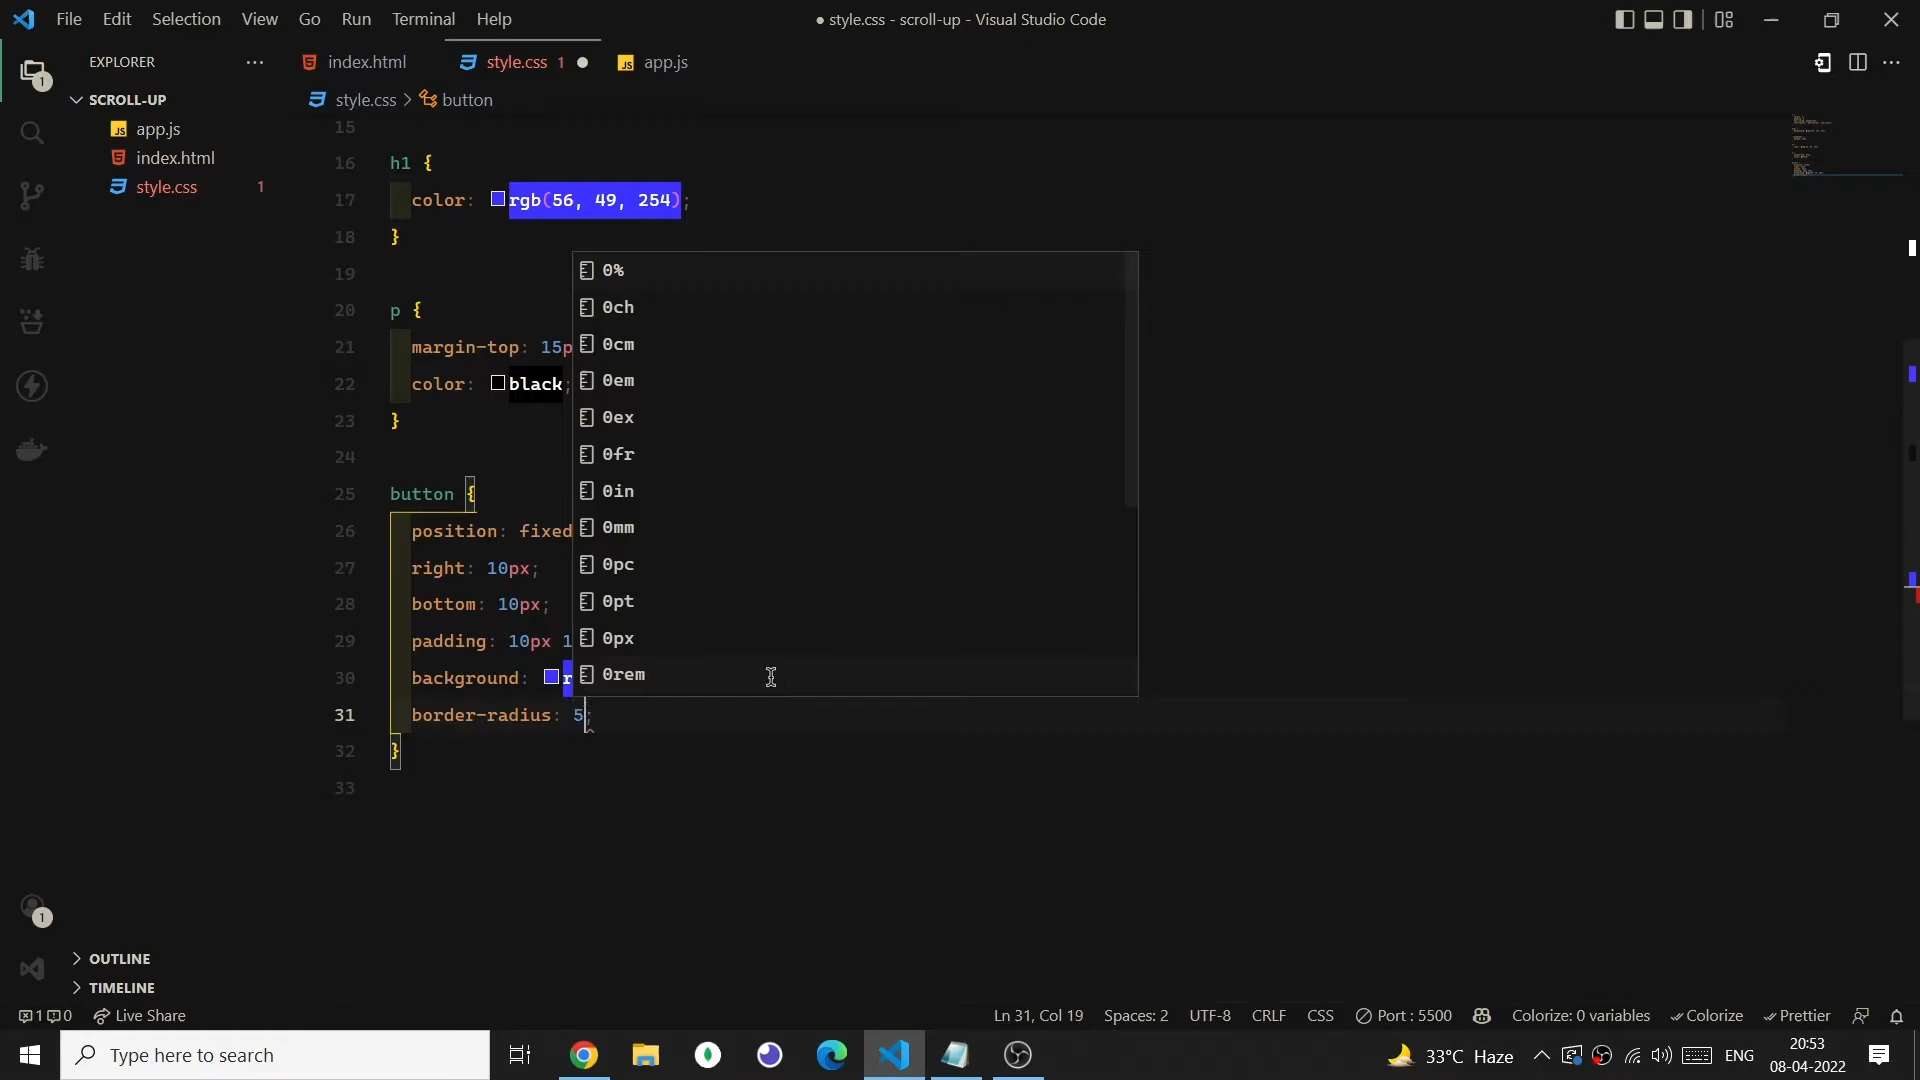 File Edit Selection View Go Run Terminal Help
● style.css - scroll-up - Visual Studio Code
EXPLORER
index.html
style.css 1
app.js
SCROLL-UP
style.css > button
app.js
index.html
style.css 1
15
16 h1 {
17 color: rgb(56, 49, 254);
18 }
19
20 p {
21 margin-top: 15p
22 color: black;
23 }
24
25 button {
26 position: fixed
27 right: 10px;
28 bottom: 10px;
29 padding: 10px 1
30 background: r
31 border-radius: 5;
32 }
33
0%
0ch
0cm
0em
0ex
0fr
0in
0mm
0pc
0pt
0px
0rem
1
1
OUTLINE
TIMELINE
1 0 Live Share
Ln 31, Col 19 Spaces: 2 UTF-8 CRLF CSS Port : 5500 Colorize: 0 variables Colorize Prettier
Type here to search
33°C Haze
ENG
20:53
08-04-2022